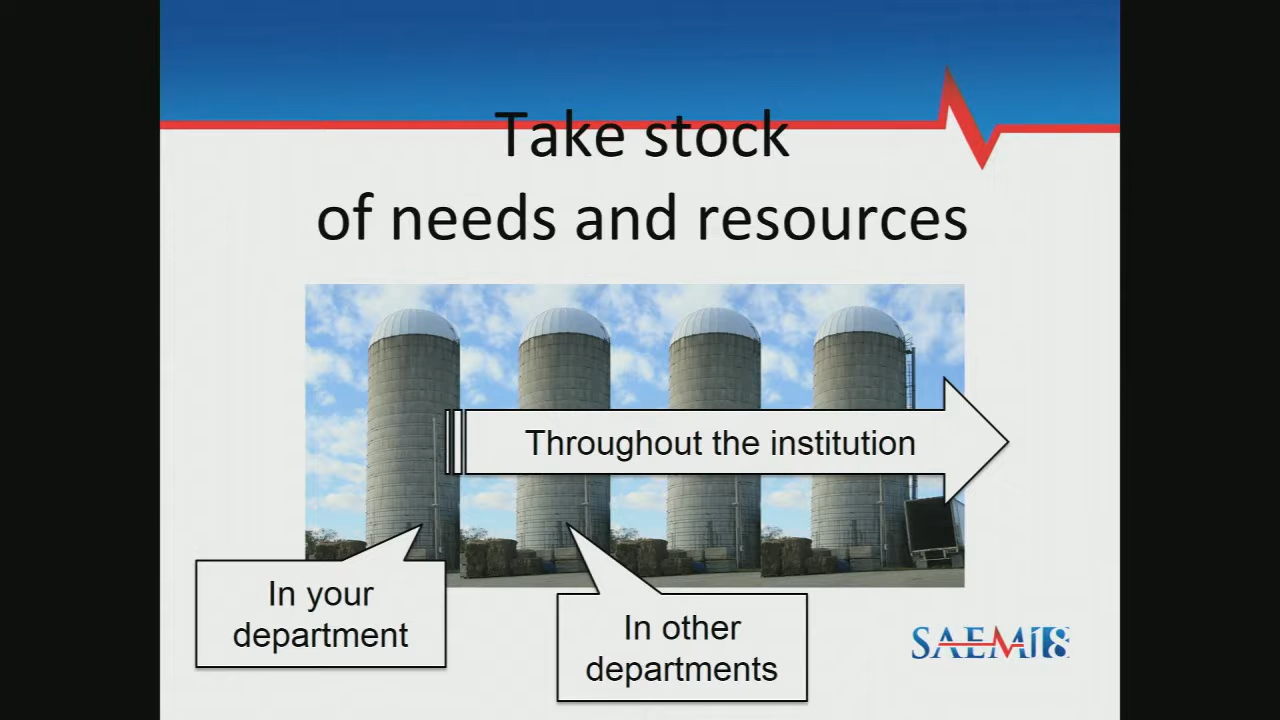 Take stock
of needs and resources
Throughout the institution
In your
department
In other
departments
SAEM18